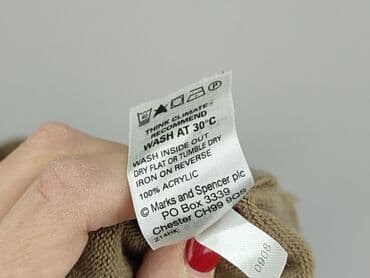 THINK CLIMATE
RECOMMEND
WASH AT 30°C
WASH INSIDE OUT
DRY FLAT OR TUMBLE DRY
IRON ON REVERSE
100% ACRYLIC
© Marks and Spencer plc
PO Box 3339
Chester CH99 9QS
214HK
0908